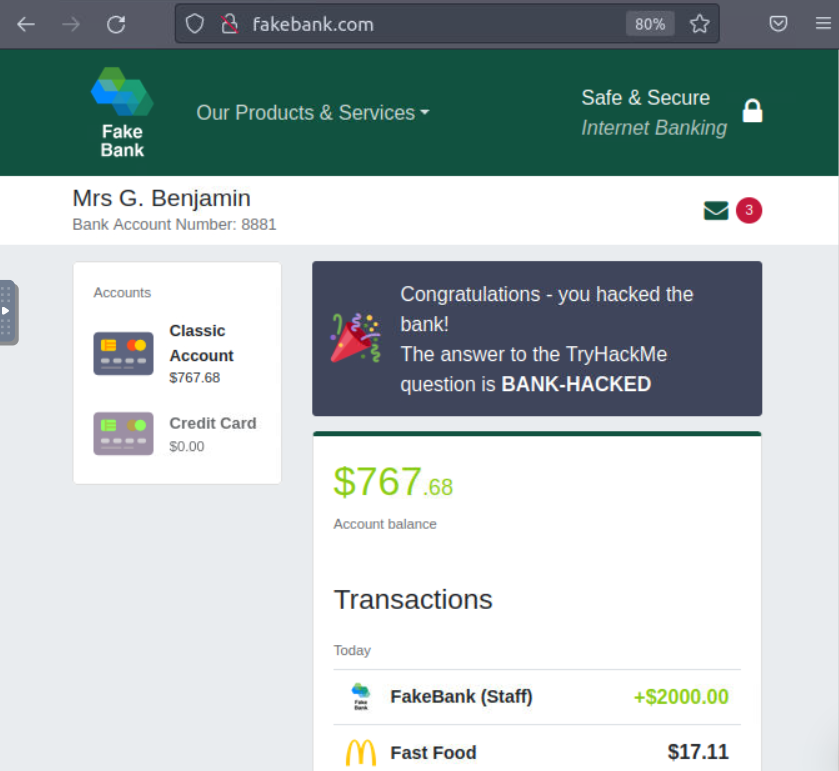 fakebank.com
80%
Fake
Bank
Our Products & Services
Safe & Secure
Internet Banking
Mrs G. Benjamin
Bank Account Number: 8881
3
Accounts
Classic
Account
$767.68
Credit Card
$0.00
Congratulations - you hacked the
bank!
The answer to the TryHackMe
question is BANK-HACKED
$767.68
Account balance
Transactions
Today
Fake
Bank
FakeBank (Staff)
+$2000.00
Fast Food
$17.11